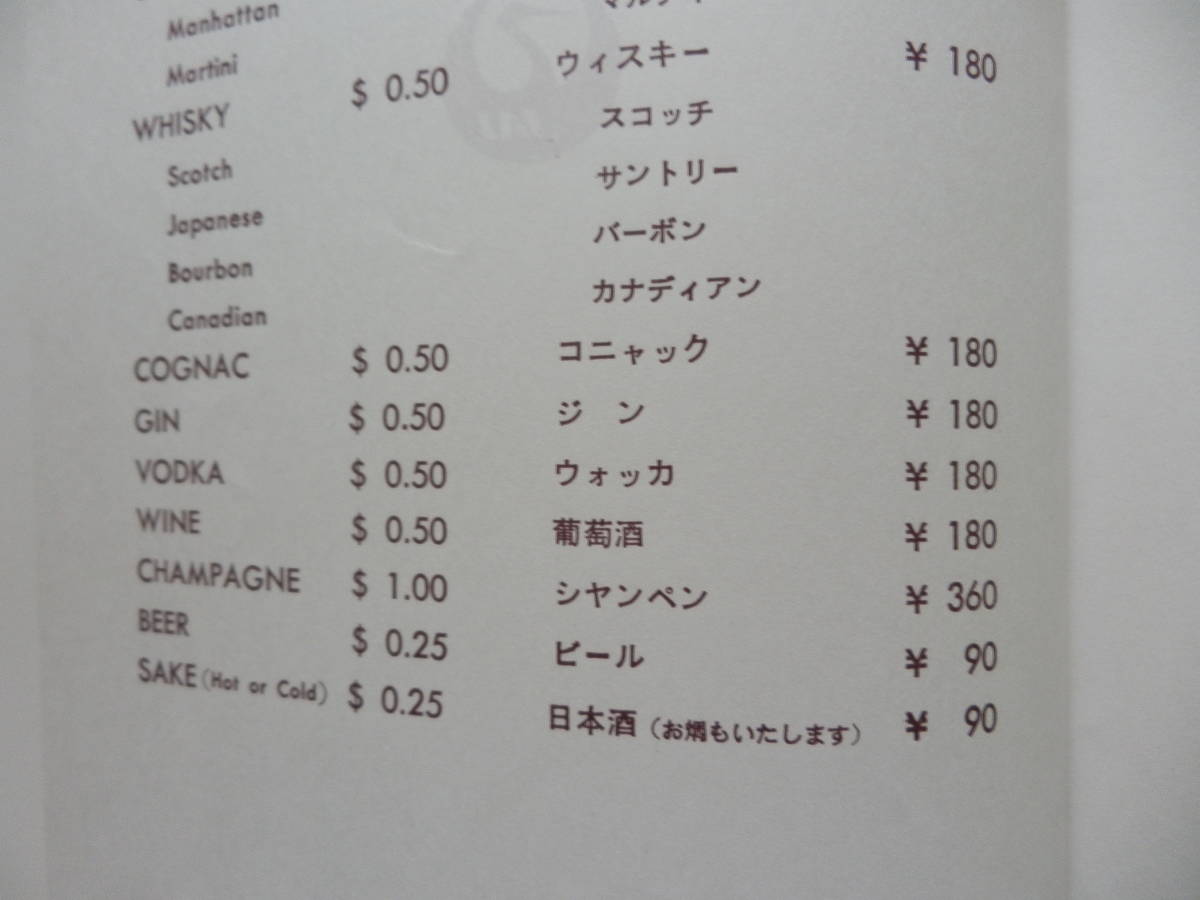 Manhattan
Martini
WHISKY $ 0.50 ウィスキー ¥ 180
Scotch スコッチ
Japanese サントリー
Bourbon バーボン
Canadian カナディアン
COGNAC $ 0.50 コニャック ¥ 180
GIN $ 0.50 ジン ¥ 180
VODKA $ 0.50 ウォッカ ¥ 180
WINE $ 0.50 葡萄酒 ¥ 180
CHAMPAGNE $ 1.00 シヤンペン ¥ 360
BEER $ 0.25 ビール ¥ 90
SAKE (Hot or Cold) $ 0.25 日本酒 (お燗もいたします) ¥ 90